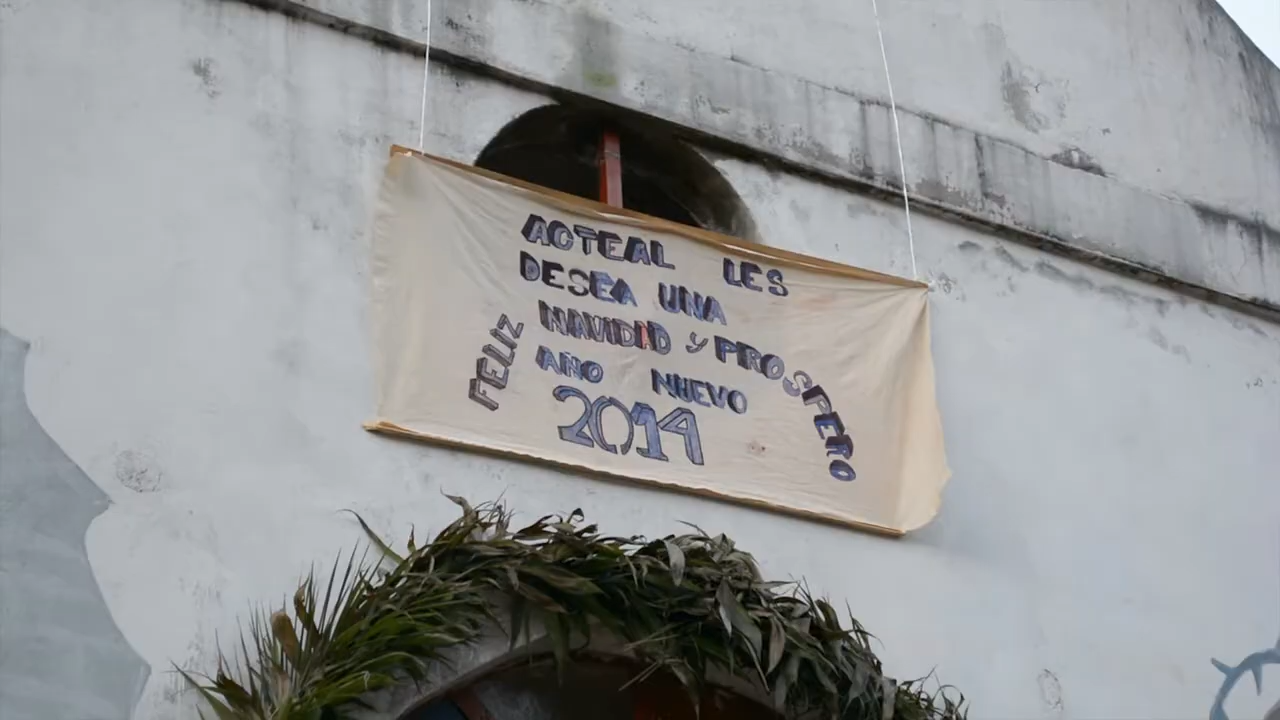 ACTEAL LES
DESEA UNA
FELIZ NAVIDAD y PROSPERO
AÑO NUEVO
2014